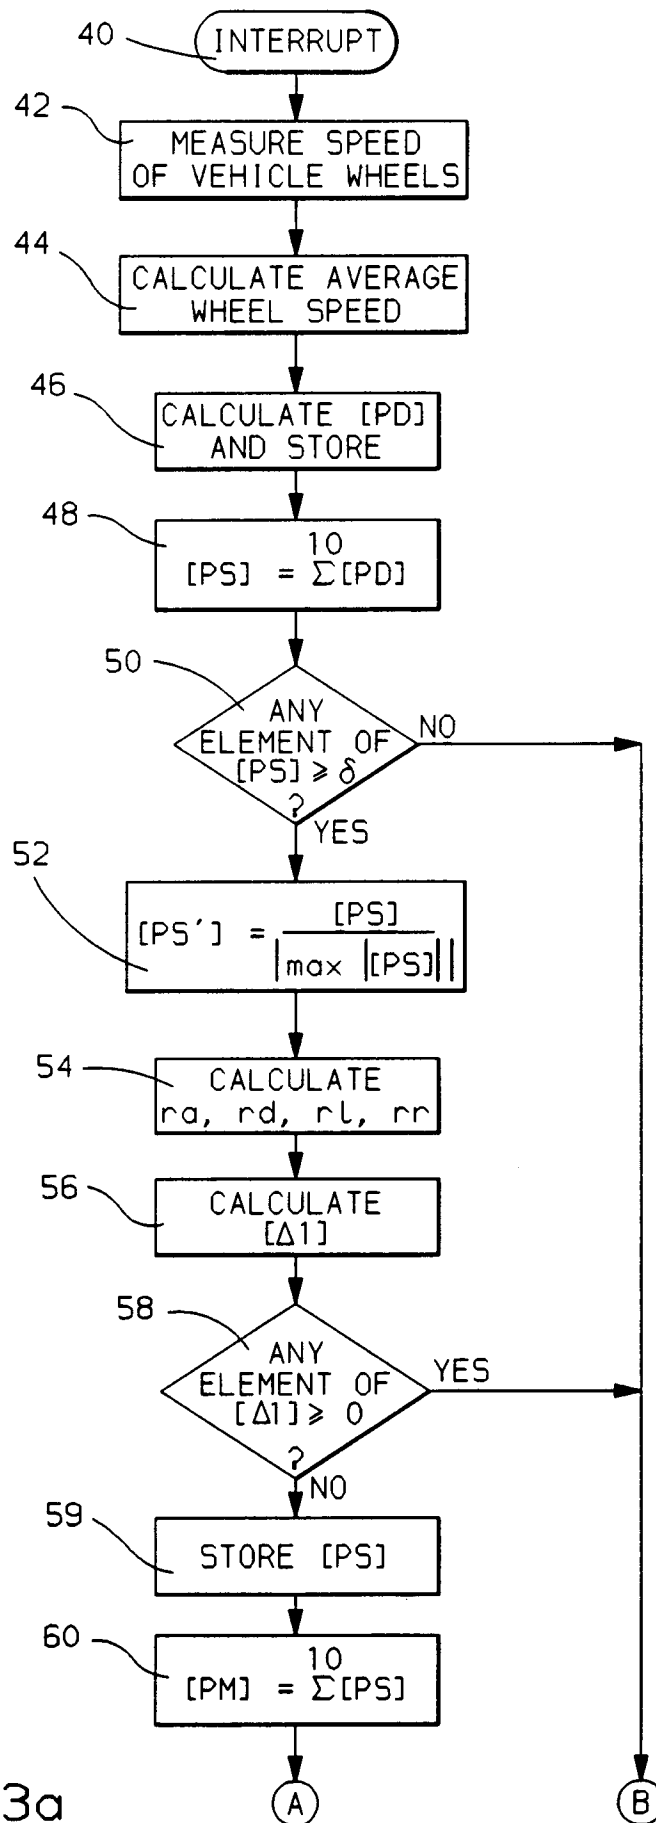 40
INTERRUPT
42
MEASURE SPEED
OF VEHICLE WHEELS
44
CALCULATE AVERAGE
WHEEL SPEED
46
CALCULATE [PD]
AND STORE
48
10
[PS] = Σ[PD]
50
ANY
ELEMENT OF
[PS] ⩾ δ
?
NO
YES
52
[PS´] = [PS]
|max |[PS]||
54
CALCULATE
ra, rd, rl, rr
56
CALCULATE
[Δ1]
58
ANY
ELEMENT OF
[Δ1] ⩾ 0
?
YES
NO
59
STORE [PS]
60
10
[PM] = Σ[PS]
3a
A
B